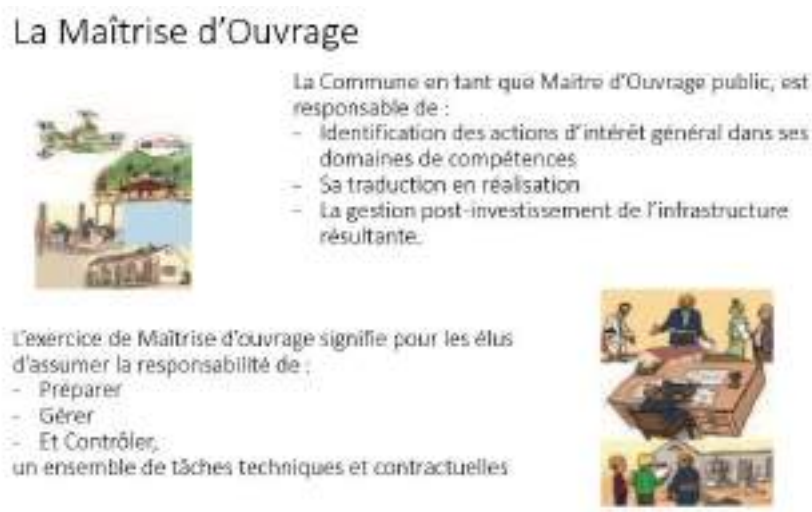 La Maîtrise d'Ouvrage
La Commune en tant que Maitre d'Ouvrage public, est
responsable de :
- Identification des actions d'intérêt général dans ses
domaines de compétences
- Sa traduction en réalisation
- La gestion post-investissement de l'infrastructure
résultante.
L'exercice de Maîtrise d'ouvrage signifie pour les élus
d'assumer la responsabilité de :
- Préparer
- Gérer
- Et Contrôler,
un ensemble de tâches techniques et contractuelles